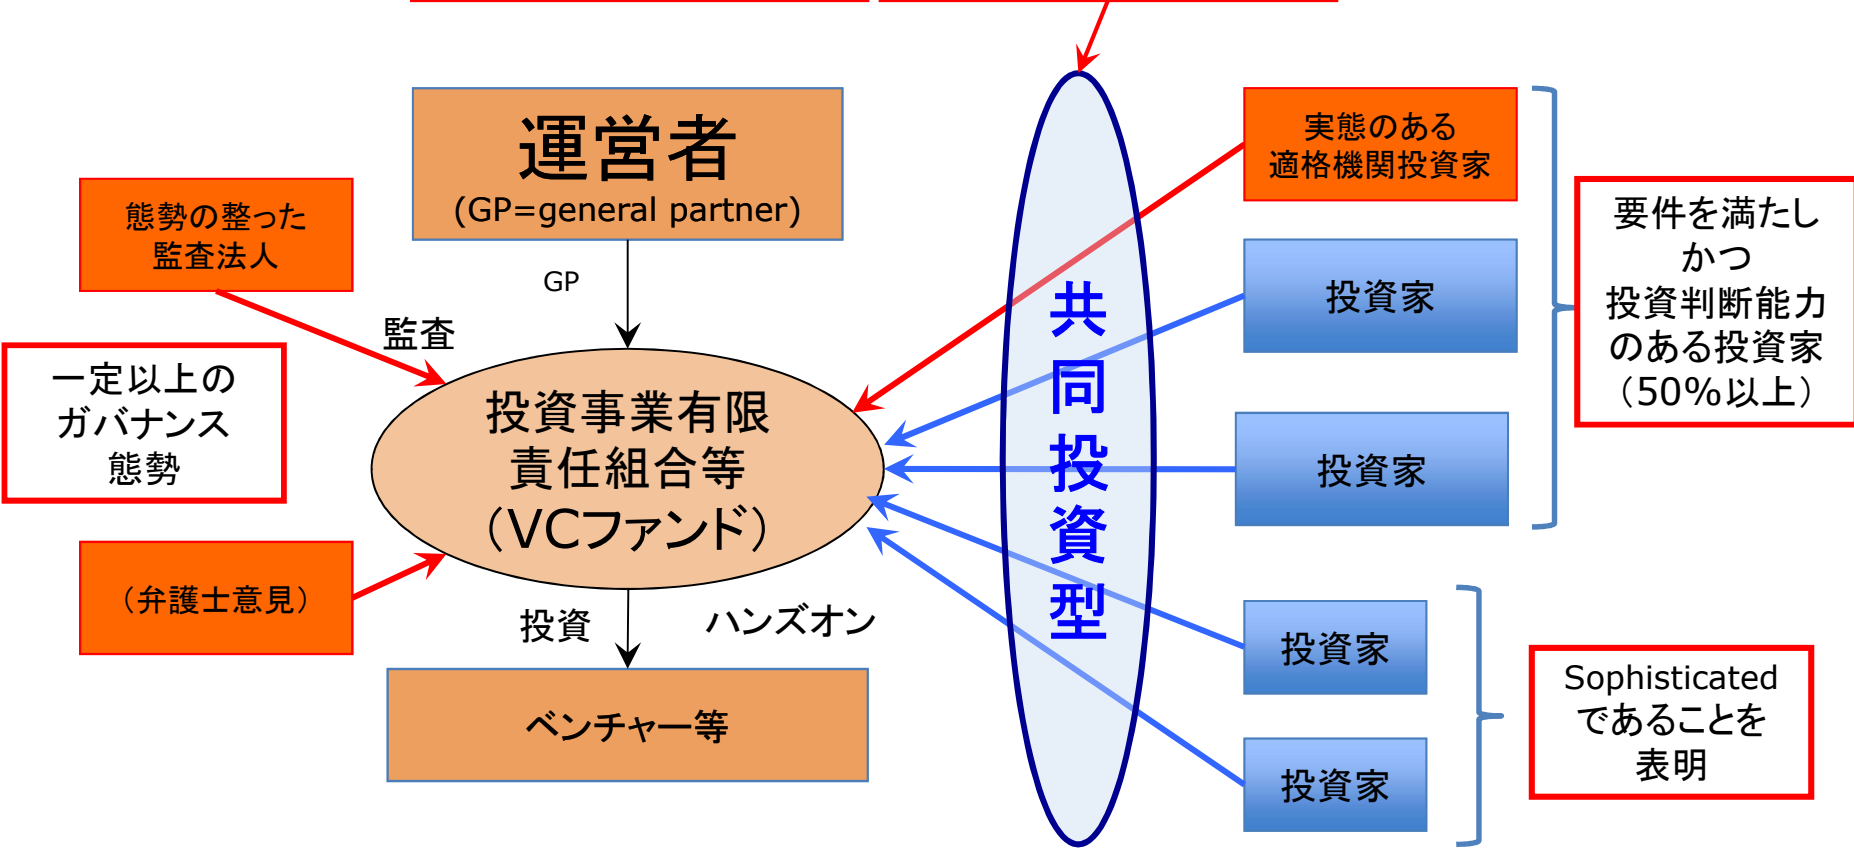 運営者
(GP=general partner)
実態のある
適格機関投資家
態勢の整った
監査法人
要件を満たし
かつ
投資判断能力
のある投資家
（50%以上）
GP
投資家
監査
共同投資型
一定以上の
ガバナンス
態勢
投資事業有限
責任組合等
（VCファンド）
投資家
（弁護士意見）
投資
ハンズオン
投資家
Sophisticated
であることを
表明
ベンチャー等
投資家